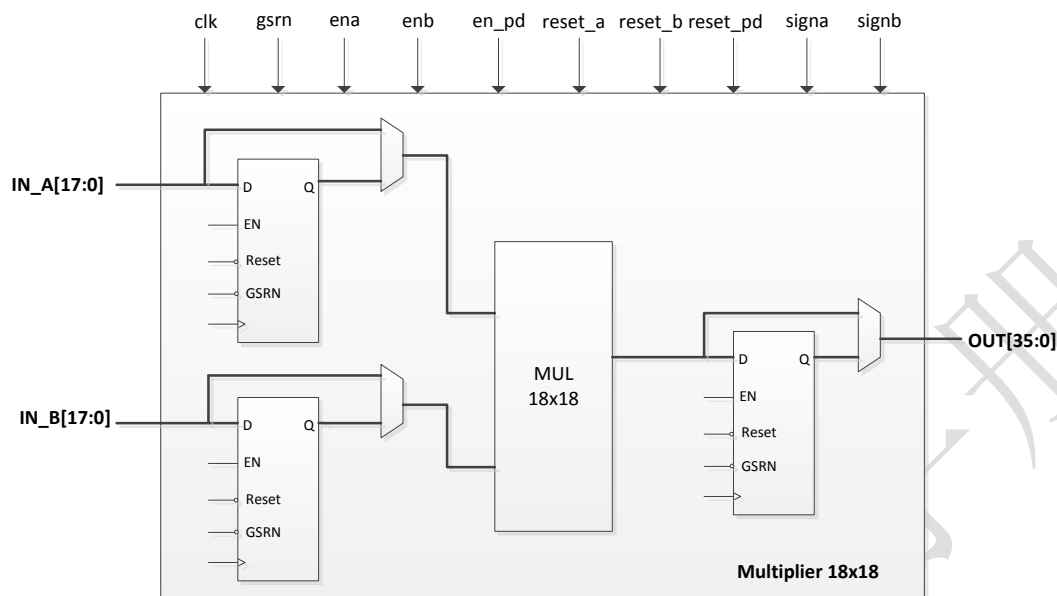 clk gsrn ena enb en_pd reset_a reset_b reset_pd signa signb
IN_A[17:0]
D Q
EN
Reset
GSRN
IN_B[17:0]
D Q
EN
Reset
GSRN
MUL
18x18
D Q
EN
Reset
GSRN
OUT[35:0]
Multiplier 18x18